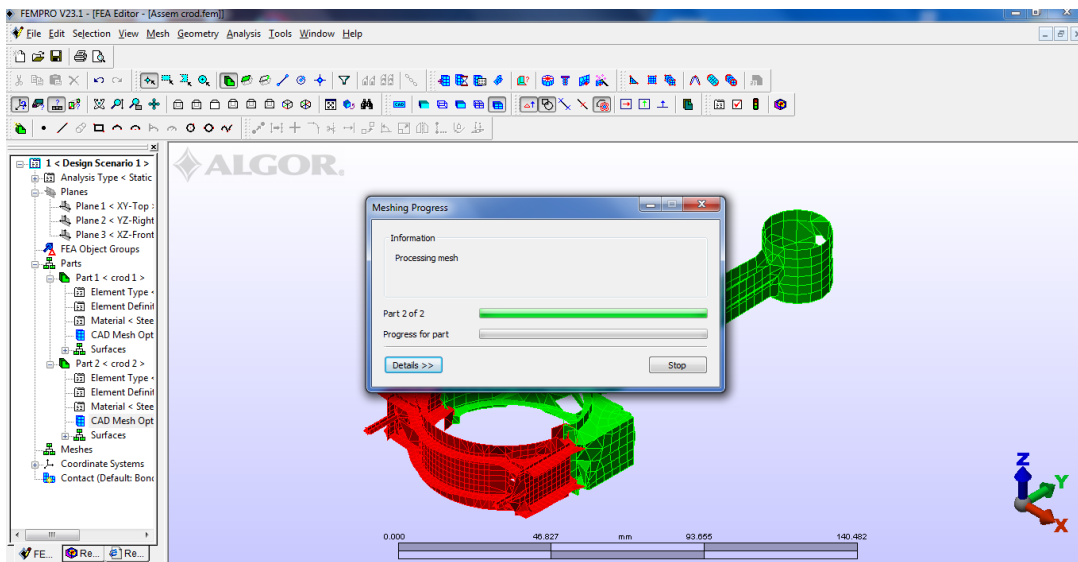 FEMPRO V23.1 - [FEA Editor - [Assem crod.fem]]
File Edit Selection View Mesh Geometry Analysis Tools Window Help
1 < Design Scenario 1 >
Analysis Type < Static
Planes
Plane 1 < XY-Top >
Plane 2 < YZ-Right
Plane 3 < XZ-Front
FEA Object Groups
Parts
Part 1 < crod 1 >
Element Type <
Element Definit
Material < Stee
CAD Mesh Opt
Surfaces
Part 2 < crod 2 >
Element Type <
Element Definit
Material < Stee
CAD Mesh Opt
Surfaces
Meshes
Coordinate Systems
Contact (Default: Bond
FE... Re... Re...
ALGOR.
Meshing Progress
Information
Processing mesh
Part 2 of 2
Progress for part
Details >> Stop
Z
Y
X
0.000 46.827 mm 93.655 140.482